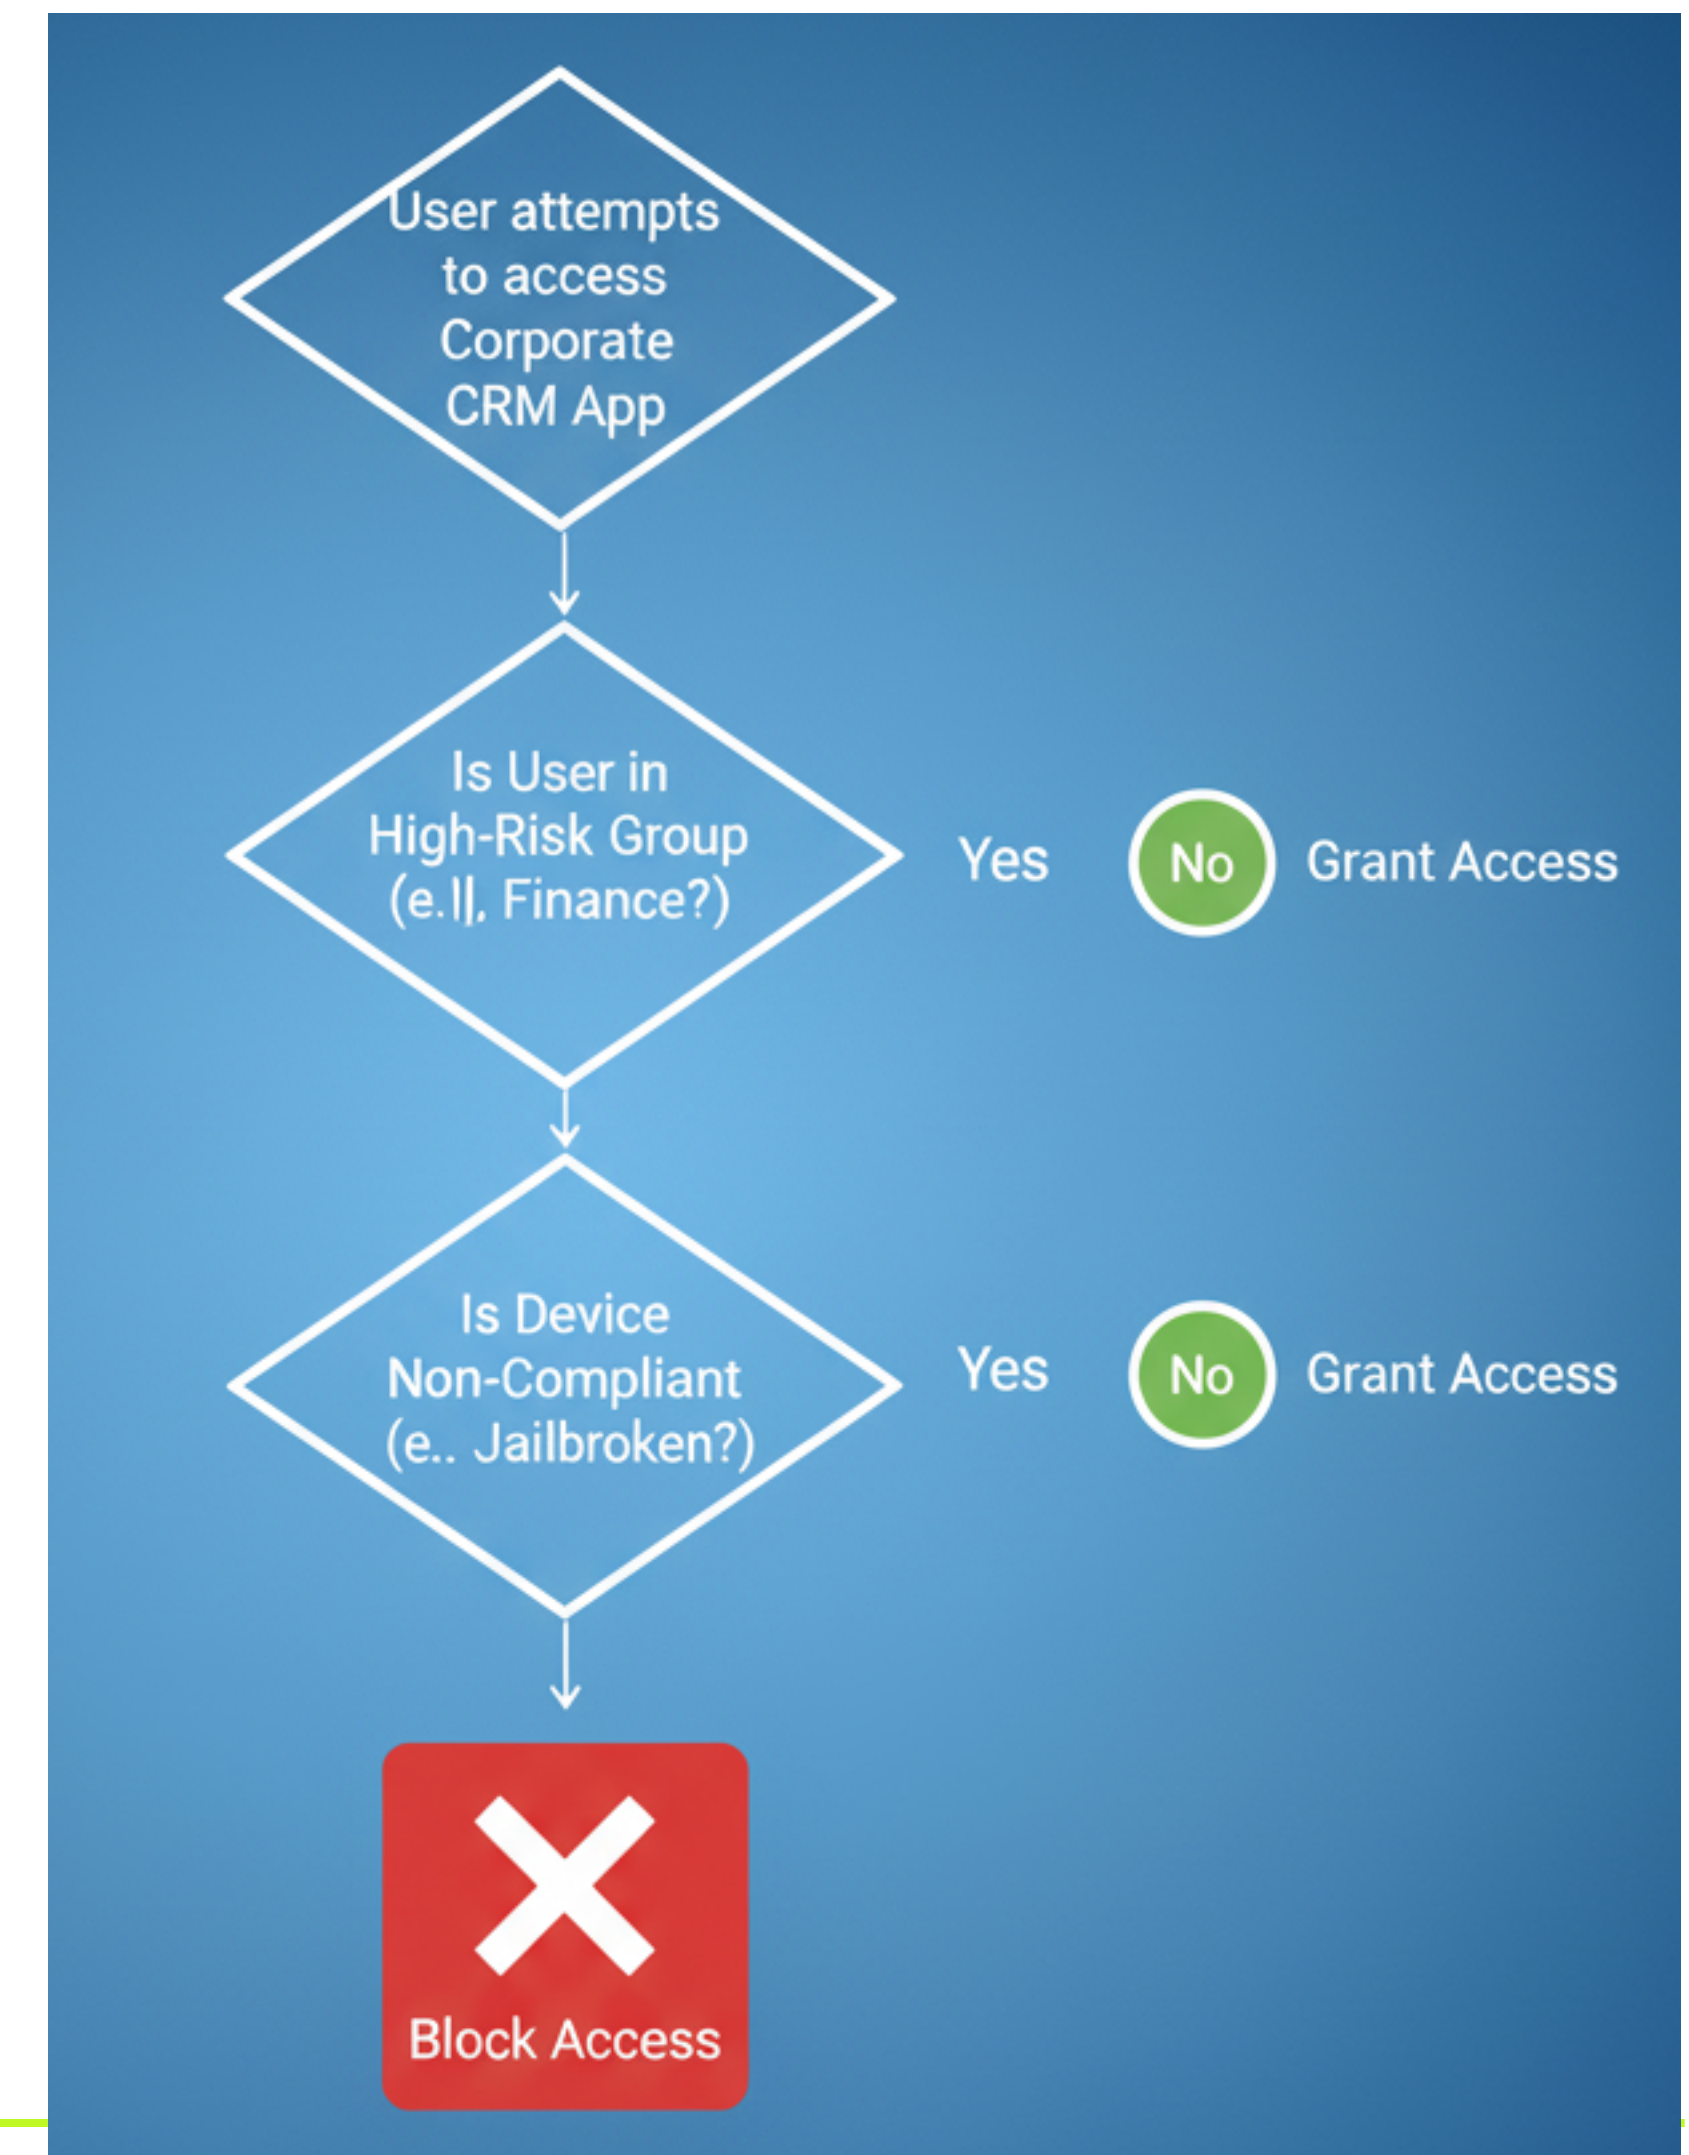 User attempts
to access
Corporate
CRM App
Is User in
High-Risk Group
(e. Finance?)
Yes
No
Grant Access
Is Device
Non-Compliant
(e.. Jailbroken?)
Yes
No
Grant Access
Block Access